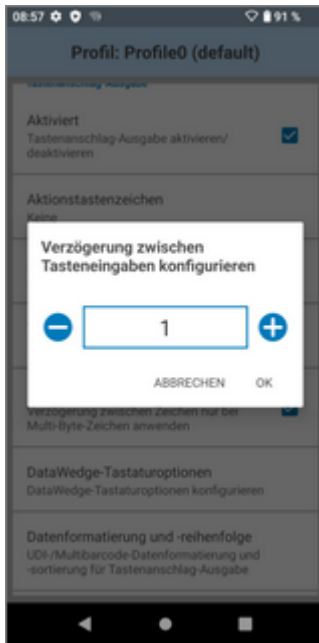 08:57
91 %
Profil: Profile0 (default)
Tastenanschlag-Ausgabe
Aktiviert
Tastenanschlag-Ausgabe aktivieren/
deaktivieren
Aktionstastenzeichen
Keine
Verzögerung zwischen
Tasteneingaben konfigurieren
1
ABBRECHEN OK
Verzögerung zwischen Zeichen nur bei
Multi-Byte-Zeichen anwenden
DataWedge-Tastaturoptionen
DataWedge-Tastaturoptionen konfigurieren
Datenformatierung und -reihenfolge
UDI-/Multibarcode-Datenformatierung und
-sortierung für Tastenanschlag-Ausgabe